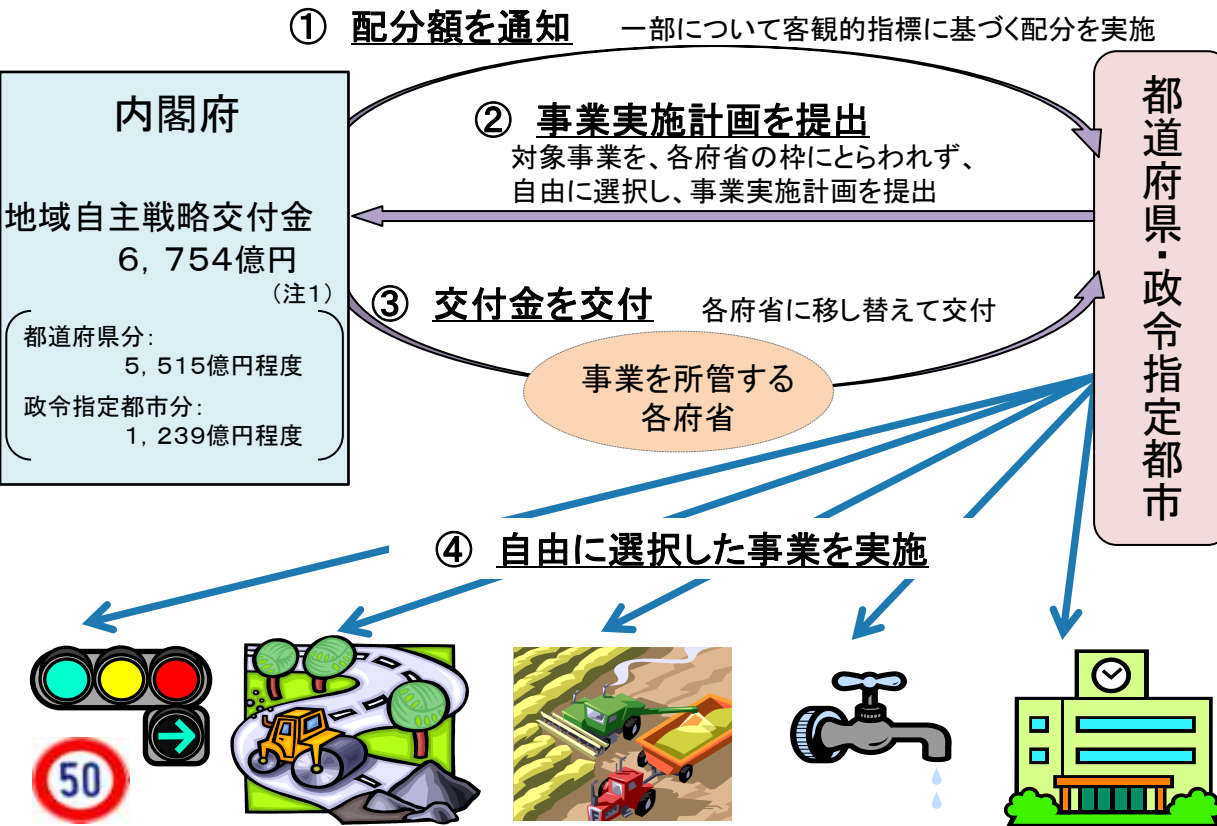 ① 配分額を通知 一部について客観的指標に基づく配分を実施
内閣府
地域自主戦略交付金
6,754億円
(注1)
都道府県分:
5,515億円程度
政令指定都市分:
1,239億円程度
② 事業実施計画を提出
対象事業を、各府省の枠にとらわれず、
自由に選択し、事業実施計画を提出
③ 交付金を交付 各府省に移し替えて交付
事業を所管する
各府省
都道府県・政令指定都市
④ 自由に選択した事業を実施
50